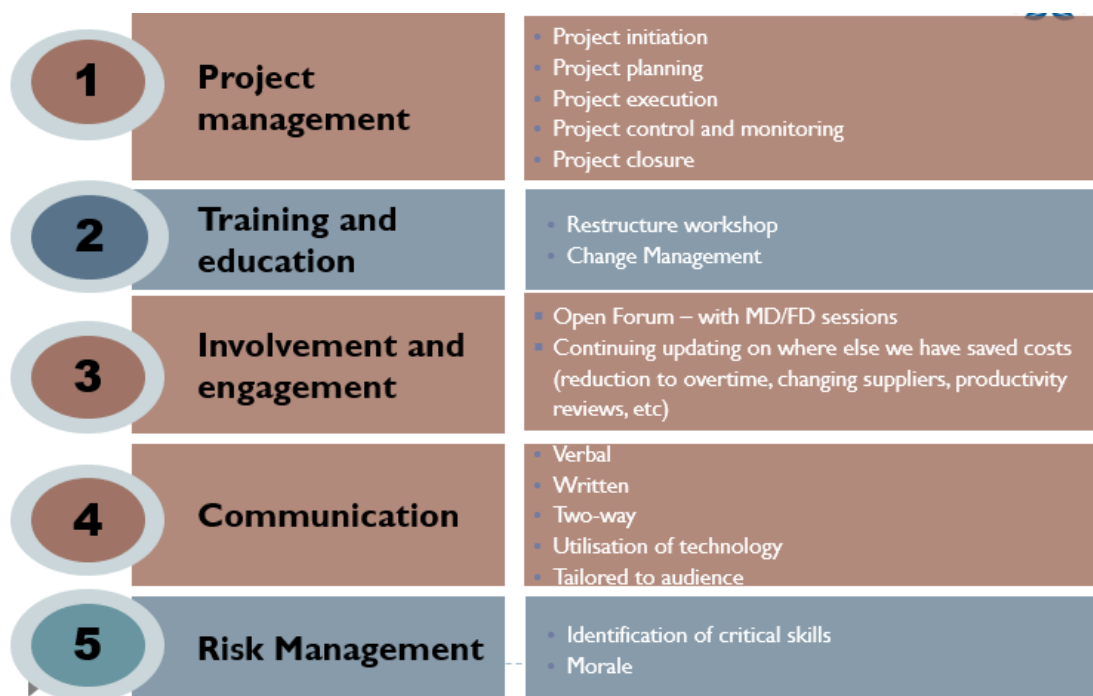 1
Project
management
• Project initiation
• Project planning
• Project execution
• Project control and monitoring
• Project closure
2
Training and
education
• Restructure workshop
• Change Management
3
Involvement and
engagement
▪ Open Forum – with MD/FD sessions
▪ Continuing updating on where else we have saved costs
(reduction to overtime, changing suppliers, productivity
reviews, etc)
4
Communication
• Verbal
• Written
• Two-way
• Utilisation of technology
• Tailored to audience
5
Risk Management
• Identification of critical skills
• Morale